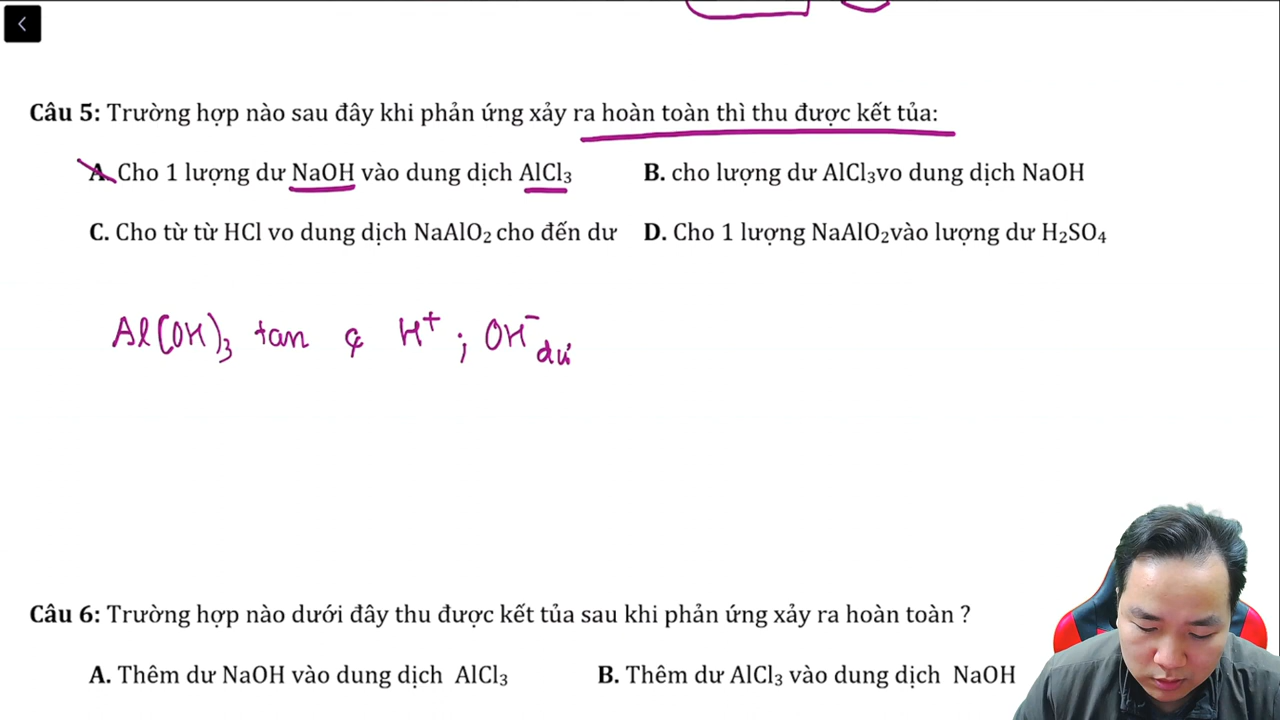 Câu 5: Trường hợp nào sau đây khi phản ứng xảy ra hoàn toàn thì thu được kết tủa:
A. Cho 1 lượng dư NaOH vào dung dịch AlCl₃ B. cho lượng dư AlCl₃vo dung dịch NaOH
C. Cho từ từ HCl vo dung dịch NaAlO₂ cho đến dư D. Cho 1 lượng NaAlO₂vào lượng dư H₂SO₄
Al(OH)₃ tan H⁺ ; OH⁻ dư
Câu 6: Trường hợp nào dưới đây thu được kết tủa sau khi phản ứng xảy ra hoàn toàn ?
A. Thêm dư NaOH vào dung dịch AlCl₃ B. Thêm dư AlCl₃ vào dung dịch NaOH